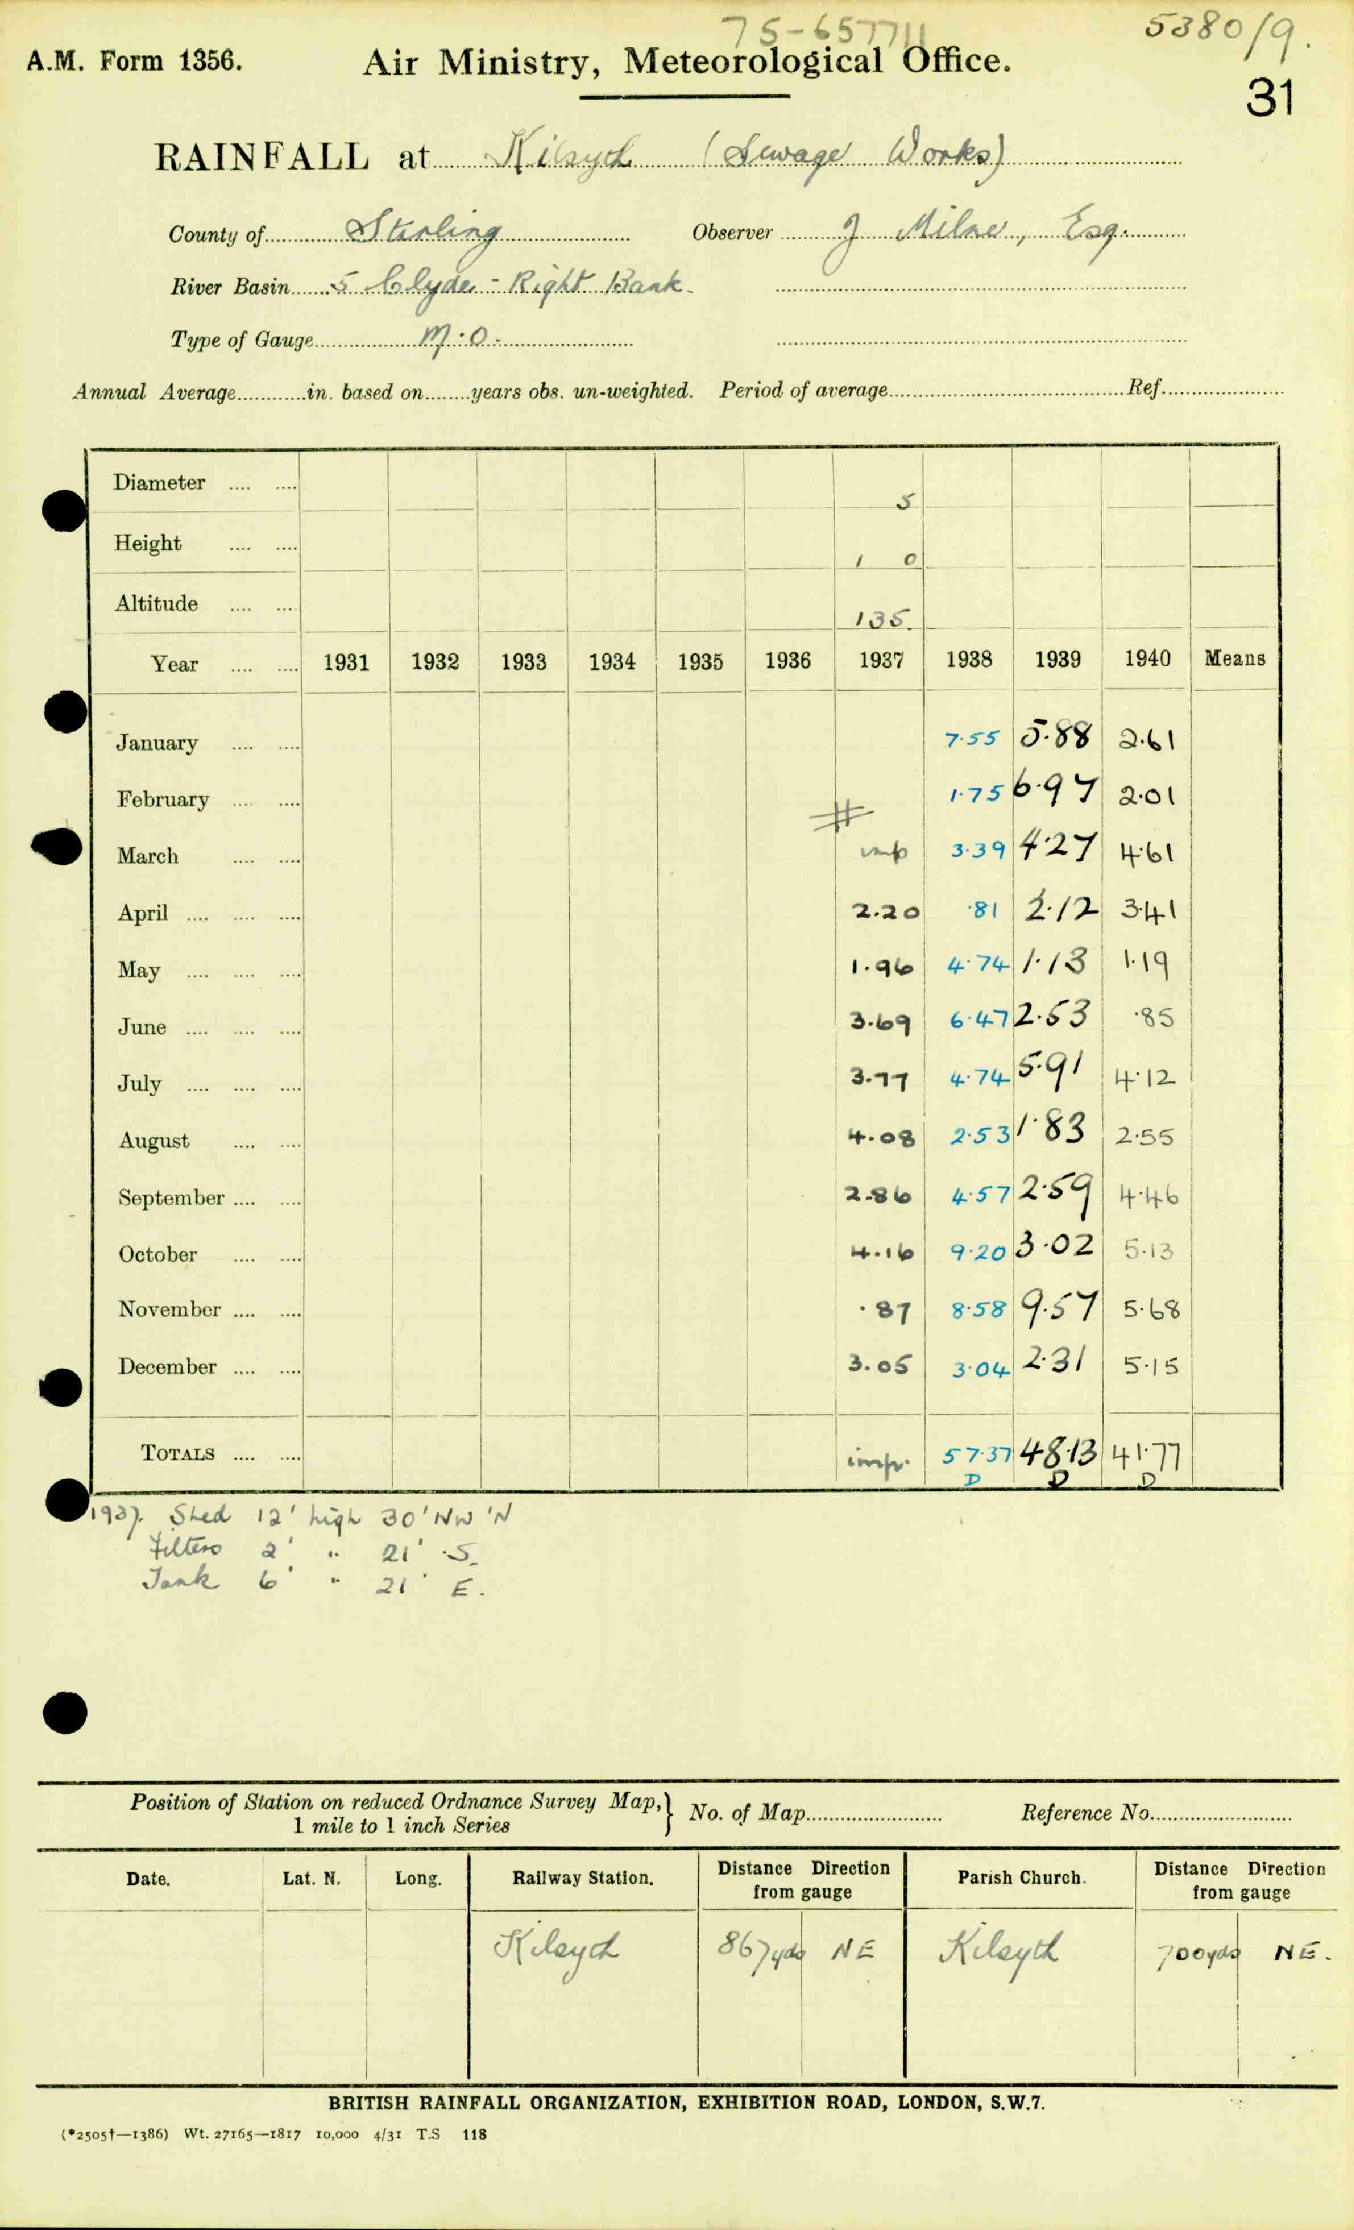 75-657711
5380/9.
A.M. Form 1356. Air Ministry, Meteorological Office.
31
RAINFALL at Kilsyth (Sewage Works)
County of Stirling Observer J Milne, Esq.
River Basin 5 Clyde - Right Bank.
Type of Gauge M.O.
Annual Average in. based on years obs. un-weighted. Period of average Ref.
Diameter 5
Height 1 0
Altitude 135.
Year 1931 1932 1933 1934 1935 1936 1937 1938 1939 1940 Means
January 7.55 5.88 2.61
February 1.75 6.97 2.01
March imp 3.39 4.27 4.61
April 2.20 .81 2.12 3.41
May 1.96 4.74 1.13 1.19
June 3.69 6.47 2.53 .85
July 3.77 4.74 5.91 4.12
August 4.08 2.53 1.83 2.55
September 2.86 4.57 2.59 4.46
October 4.16 9.20 3.02 5.13
November .87 8.58 9.57 5.68
December 3.05 3.04 2.31 5.15
TOTALS imp. 57.37 48.13 41.77
D D D
1937. Shed 12' high 30' NW 'N
Filters 2' " 21' S.
Tank 6' " 21' E.
Position of Station on reduced Ordnance Survey Map,} No. of Map Reference No.
1 mile to 1 inch Series
Date. Lat. N. Long. Railway Station. Distance Direction Parish Church. Distance Direction
from gauge from gauge
Kilsyth 867 yds NE Kilsyth 700 yds NE.
BRITISH RAINFALL ORGANIZATION, EXHIBITION ROAD, LONDON, S.W.7.
(*2505†—1386) Wt. 27165—1817 10,000 4/31 T.S 118